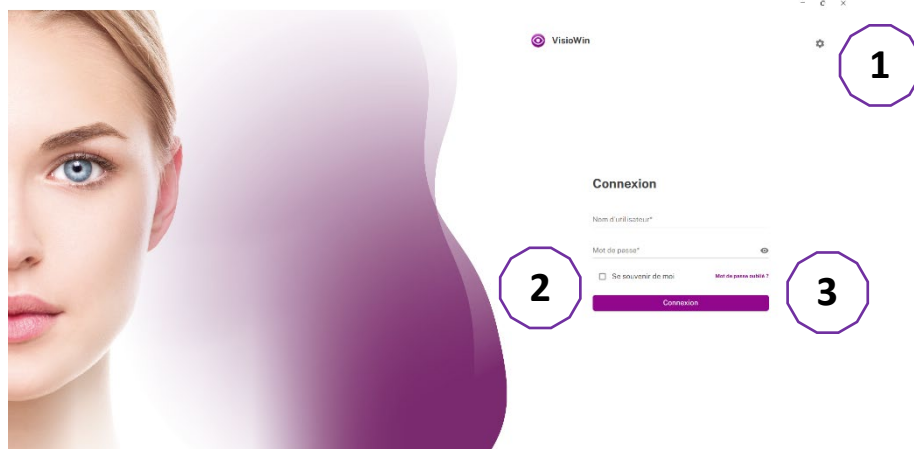 VisioWin
1
Connexion
Nom d'utilisateur*
Mot de passe*
2
Se souvenir de moi
Mot de passe oublié ?
3
Connexion